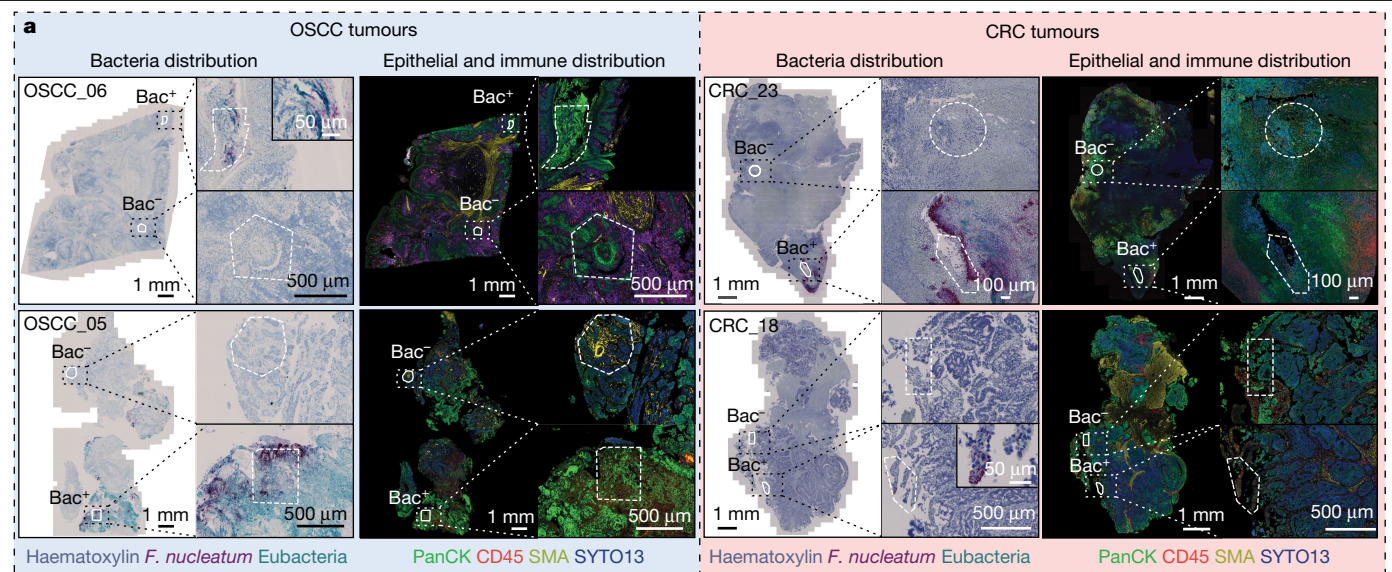 a
OSCC tumours
CRC tumours
Bacteria distribution
Epithelial and immune distribution
Bacteria distribution
Epithelial and immune distribution
OSCC_06
Bac+
50 µm
Bac−
1 mm
500 µm
Bac+
Bac−
1 mm
500 µm
CRC_23
Bac−
Bac+
1 mm
100 µm
Bac−
Bac+
1 mm
100 µm
OSCC_05
Bac−
Bac+
1 mm
500 µm
Bac−
Bac+
1 mm
500 µm
CRC_18
Bac−
Bac+
50 µm
1 mm
500 µm
Bac−
Bac+
1 mm
500 µm
Haematoxylin F. nucleatum Eubacteria
PanCK CD45 SMA SYTO13
Haematoxylin F. nucleatum Eubacteria
PanCK CD45 SMA SYTO13